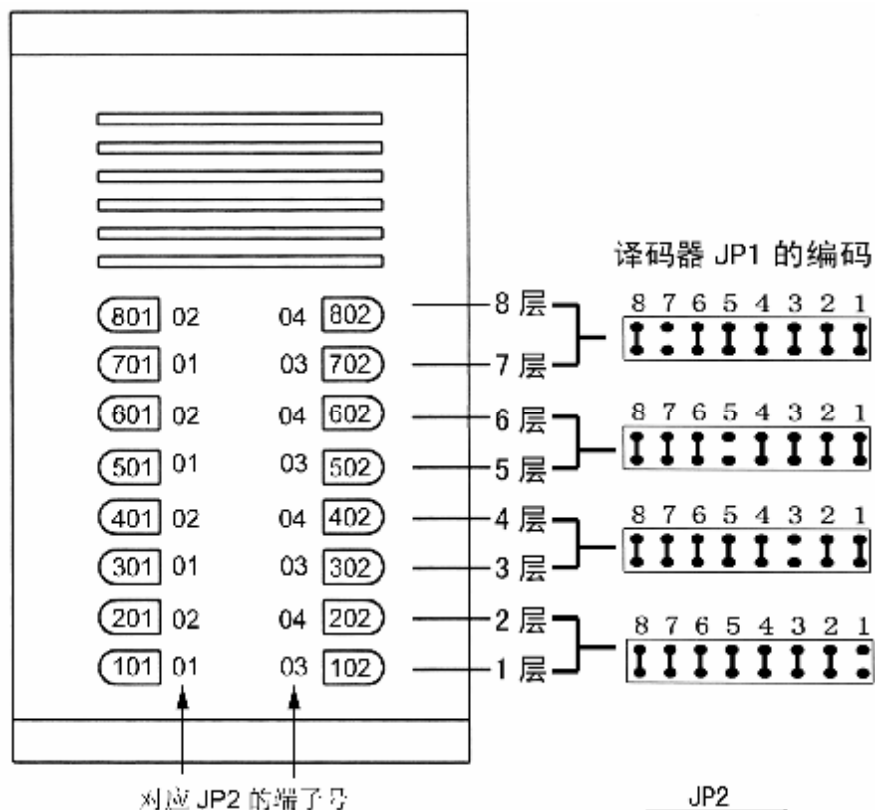 译码器 JP1 的编码
801 02 04 802 8层 8 7 6 5 4 3 2 1
701 01 03 702 7层
601 02 04 602 6层 8 7 6 5 4 3 2 1
501 01 03 502 5层
401 02 04 402 4层 8 7 6 5 4 3 2 1
301 01 03 302 3层
201 02 04 202 2层 8 7 6 5 4 3 2 1
101 01 03 102 1层
对应 JP2 的端子号
JP2